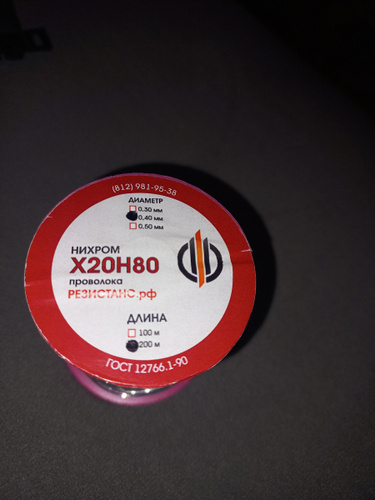 (812) 981-95-38
ДИАМЕТР
0,30 мм
0,40 мм
0,50 мм
НИХРОМ
Х20Н80
проволока
РЕЗИСТАНС.рф
ДЛИНА
100 м
200 м
ГОСТ 12766.1-90